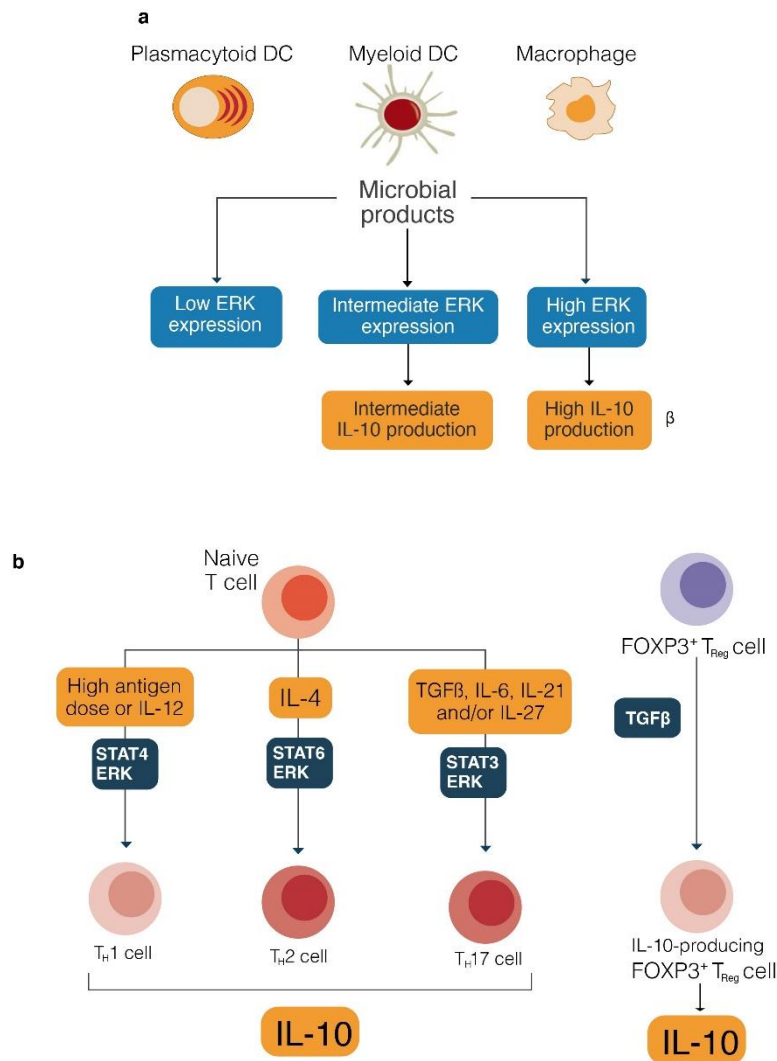 a
Plasmacytoid DC
Myeloid DC
Macrophage
Microbial
products
Low ERK
expression
Intermediate ERK
expression
High ERK
expression
Intermediate
IL-10 production
High IL-10
production
β
b
Naive
T cell
High antigen
dose or IL-12
IL-4
TGFß, IL-6, IL-21
and/or IL-27
STAT4
ERK
STAT6
ERK
STAT3
ERK
TH1 cell
TH2 cell
TH17 cell
IL-10
FOXP3+ TReg cell
TGFβ
IL-10-producing
FOXP3+ TReg cell
IL-10